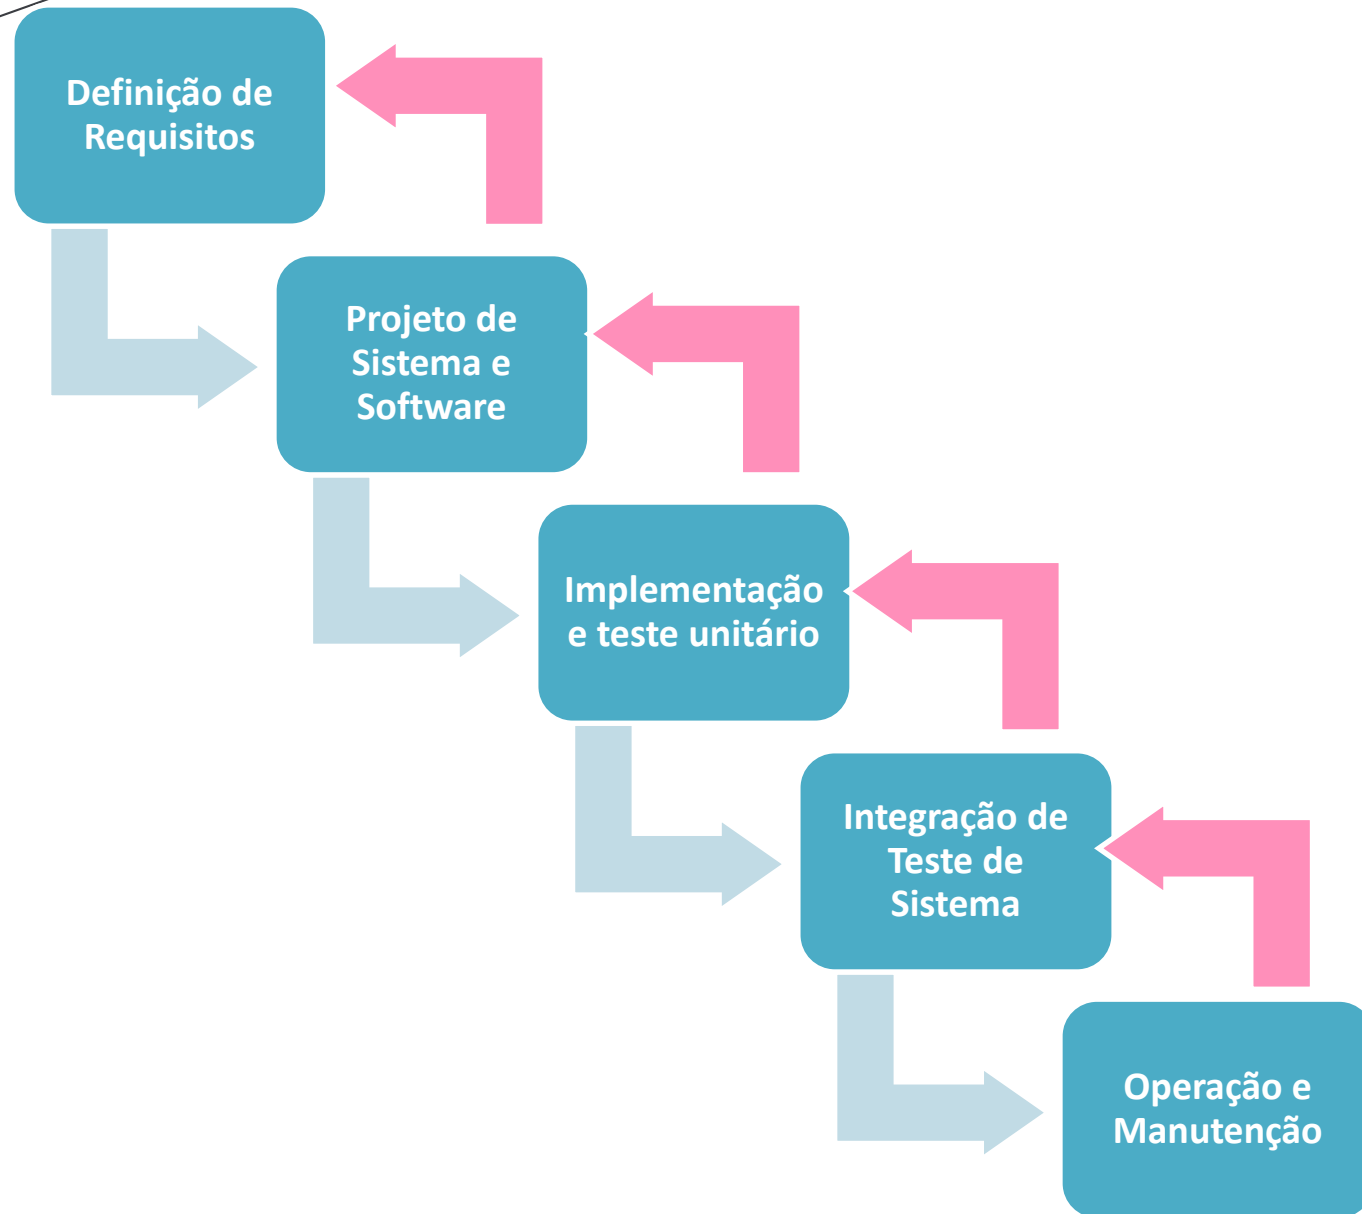 Definição de
Requisitos
Projeto de
Sistema e
Software
Implementação
e teste unitário
Integração de
Teste de
Sistema
Operação e
Manutenção